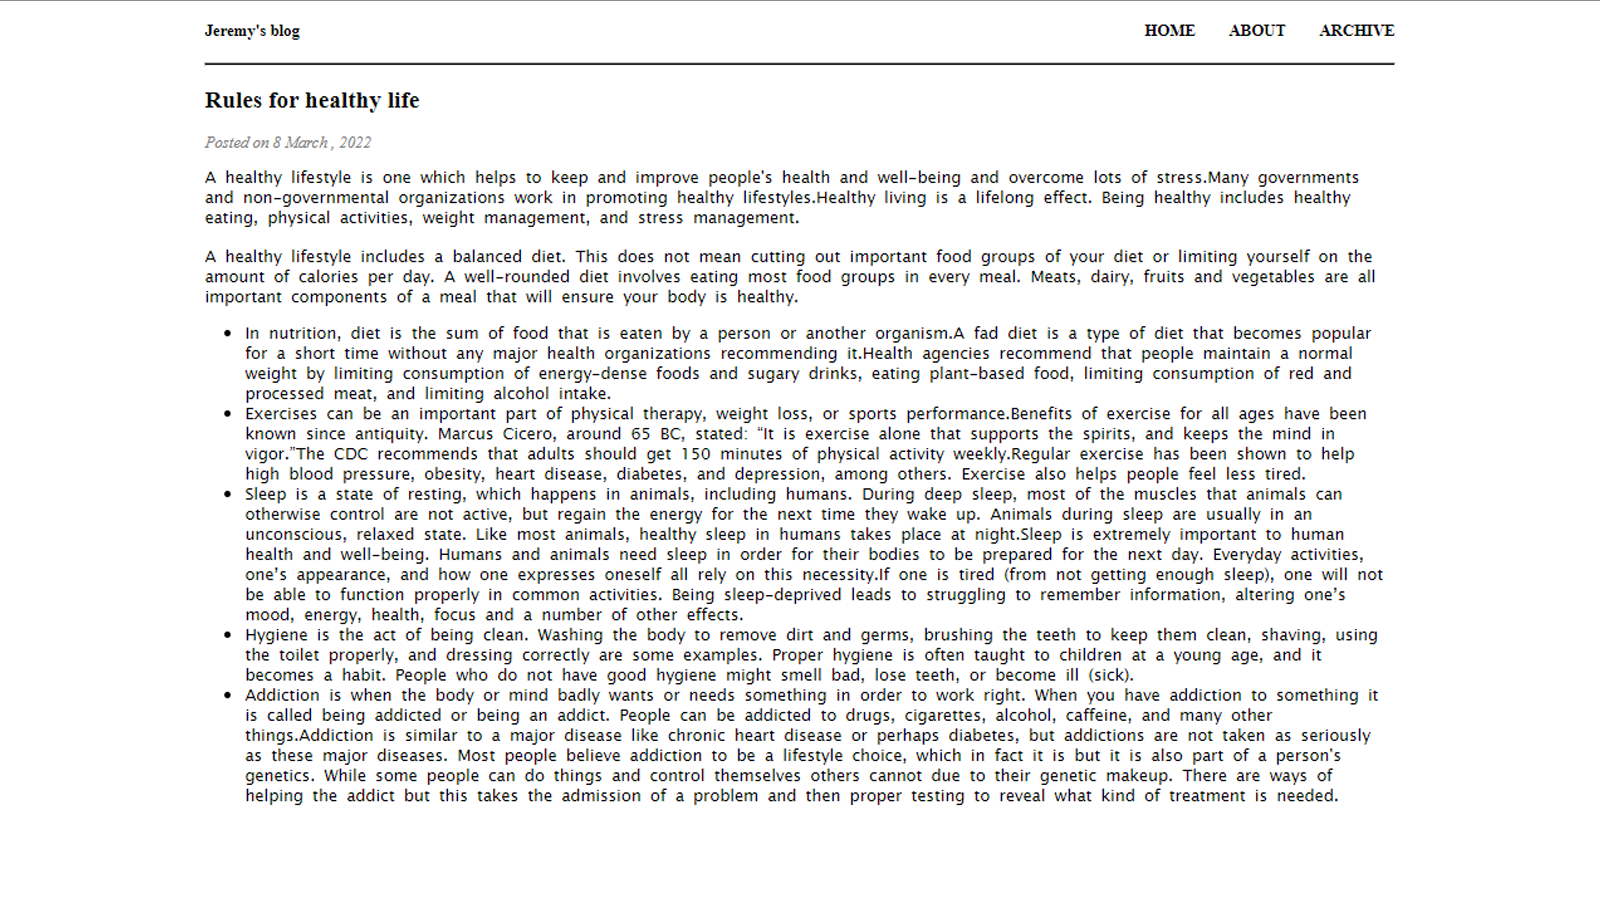 Jeremy's blog
HOME ABOUT ARCHIVE
Rules for healthy life
Posted on 8 March , 2022
A healthy lifestyle is one which helps to keep and improve people's health and well-being and overcome lots of stress.Many governments
and non-governmental organizations work in promoting healthy lifestyles.Healthy living is a lifelong effect. Being healthy includes healthy
eating, physical activities, weight management, and stress management.
A healthy lifestyle includes a balanced diet. This does not mean cutting out important food groups of your diet or limiting yourself on the
amount of calories per day. A well-rounded diet involves eating most food groups in every meal. Meats, dairy, fruits and vegetables are all
important components of a meal that will ensure your body is healthy.
• In nutrition, diet is the sum of food that is eaten by a person or another organism.A fad diet is a type of diet that becomes popular
for a short time without any major health organizations recommending it.Health agencies recommend that people maintain a normal
weight by limiting consumption of energy-dense foods and sugary drinks, eating plant-based food, limiting consumption of red and
processed meat, and limiting alcohol intake.
• Exercises can be an important part of physical therapy, weight loss, or sports performance.Benefits of exercise for all ages have been
known since antiquity. Marcus Cicero, around 65 BC, stated: “It is exercise alone that supports the spirits, and keeps the mind in
vigor.”The CDC recommends that adults should get 150 minutes of physical activity weekly.Regular exercise has been shown to help
high blood pressure, obesity, heart disease, diabetes, and depression, among others. Exercise also helps people feel less tired.
• Sleep is a state of resting, which happens in animals, including humans. During deep sleep, most of the muscles that animals can
otherwise control are not active, but regain the energy for the next time they wake up. Animals during sleep are usually in an
unconscious, relaxed state. Like most animals, healthy sleep in humans takes place at night.Sleep is extremely important to human
health and well-being. Humans and animals need sleep in order for their bodies to be prepared for the next day. Everyday activities,
one's appearance, and how one expresses oneself all rely on this necessity.If one is tired (from not getting enough sleep), one will not
be able to function properly in common activities. Being sleep-deprived leads to struggling to remember information, altering one's
mood, energy, health, focus and a number of other effects.
• Hygiene is the act of being clean. Washing the body to remove dirt and germs, brushing the teeth to keep them clean, shaving, using
the toilet properly, and dressing correctly are some examples. Proper hygiene is often taught to children at a young age, and it
becomes a habit. People who do not have good hygiene might smell bad, lose teeth, or become ill (sick).
• Addiction is when the body or mind badly wants or needs something in order to work right. When you have addiction to something it
is called being addicted or being an addict. People can be addicted to drugs, cigarettes, alcohol, caffeine, and many other
things.Addiction is similar to a major disease like chronic heart disease or perhaps diabetes, but addictions are not taken as seriously
as these major diseases. Most people believe addiction to be a lifestyle choice, which in fact it is but it is also part of a person's
genetics. While some people can do things and control themselves others cannot due to their genetic makeup. There are ways of
helping the addict but this takes the admission of a problem and then proper testing to reveal what kind of treatment is needed.